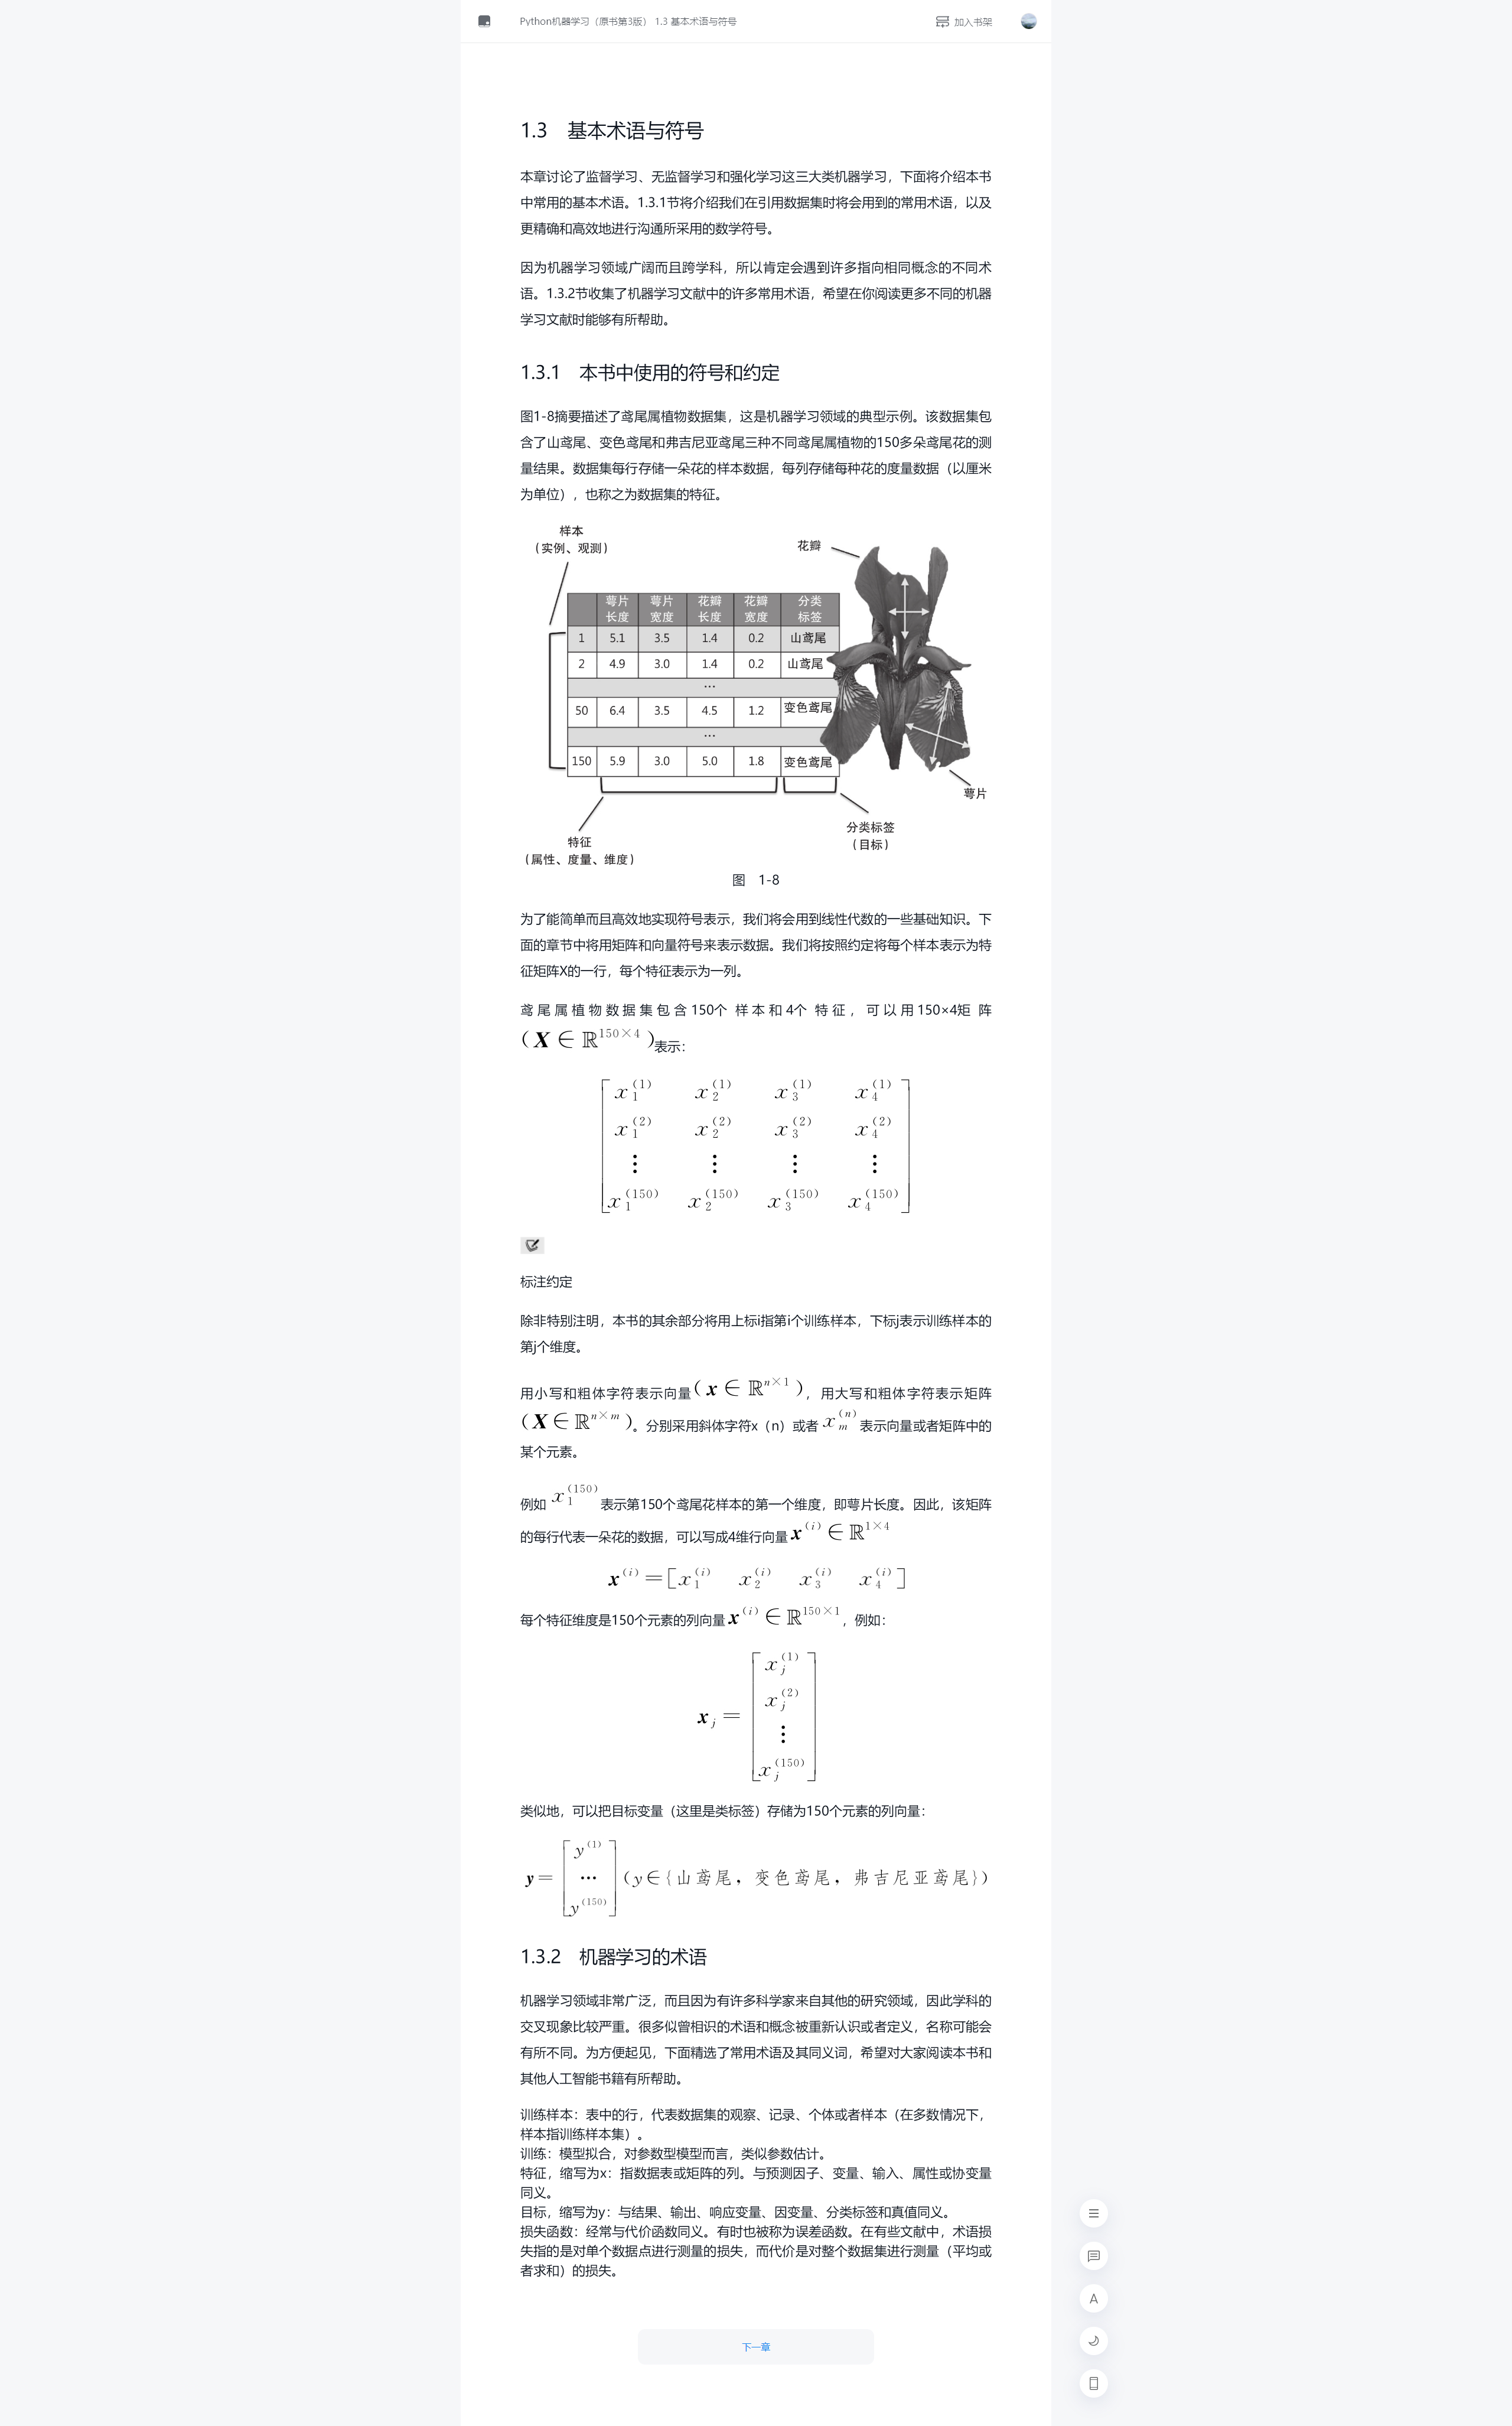 Python机器学习（原书第3版） 1.3 基本术语与符号
加入书架
1.3 基本术语与符号
本章讨论了监督学习、无监督学习和强化学习这三大类机器学习，下面将介绍本书
中常用的基本术语。1.3.1节将介绍我们在引用数据集时将会用到的常用术语，以及
更精确和高效地进行沟通所采用的数学符号。
因为机器学习领域广阔而且跨学科，所以肯定会遇到许多指向相同概念的不同术
语。1.3.2节收集了机器学习文献中的许多常用术语，希望在你阅读更多不同的机器
学习文献时能够有所帮助。
1.3.1 本书中使用的符号和约定
图1-8摘要描述了鸢尾属植物数据集，这是机器学习领域的典型示例。该数据集包
含了山鸢尾、变色鸢尾和弗吉尼亚鸢尾三种不同鸢尾属植物的150多朵鸢尾花的测
量结果。数据集每行存储一朵花的样本数据，每列存储每种花的度量数据（以厘米
为单位），也称之为数据集的特征。
样本
（实例、观测）
花瓣
萼片长度 萼片宽度 花瓣长度 花瓣宽度 分类标签
1 5.1 3.5 1.4 0.2 山鸢尾
2 4.9 3.0 1.4 0.2 山鸢尾
…
50 6.4 3.5 4.5 1.2 变色鸢尾
…
150 5.9 3.0 5.0 1.8 变色鸢尾
萼片
分类标签
（目标）
特征
（属性、度量、维度）
图 1-8
为了能简单而且高效地实现符号表示，我们将会用到线性代数的一些基础知识。下
面的章节中将用矩阵和向量符号来表示数据。我们将按照约定将每个样本表示为特
征矩阵X的一行，每个特征表示为一列。
鸢尾属植物数据集包含150个 样本和4个 特征，可以用150×4矩 阵
（X ∈ ℝ^{150×4}）表示：
x_1^{(1)} x_2^{(1)} x_3^{(1)} x_4^{(1)}
x_1^{(2)} x_2^{(2)} x_3^{(2)} x_4^{(2)}
⋮ ⋮ ⋮ ⋮
x_1^{(150)} x_2^{(150)} x_3^{(150)} x_4^{(150)}
标注约定
除非特别注明，本书的其余部分将用上标i指第i个训练样本，下标j表示训练样本的
第j个维度。
用小写和粗体字符表示向量（x ∈ ℝ^{n×1}），用大写和粗体字符表示矩阵
（X ∈ ℝ^{n×m}）。分别采用斜体字符x（n）或者 x_m^{(n)} 表示向量或者矩阵中的
某个元素。
例如 x_1^{(150)} 表示第150个鸢尾花样本的第一个维度，即萼片长度。因此，该矩阵
的每行代表一朵花的数据，可以写成4维行向量 x^{(i)} ∈ ℝ^{1×4}
x^{(i)} = [x_1^{(i)} x_2^{(i)} x_3^{(i)} x_4^{(i)}]
每个特征维度是150个元素的列向量 x^{(i)} ∈ ℝ^{150×1}，例如：
x_j^{(1)}
x_j^{(2)}
x_j = ⋮
x_j^{(150)}
类似地，可以把目标变量（这里是类标签）存储为150个元素的列向量：
y^{(1)}
y = … （y∈{山鸢尾，变色鸢尾，弗吉尼亚鸢尾}）
y^{(150)}
1.3.2 机器学习的术语
机器学习领域非常广泛，而且因为有许多科学家来自其他的研究领域，因此学科的
交叉现象比较严重。很多似曾相识的术语和概念被重新认识或者定义，名称可能会
有所不同。为方便起见，下面精选了常用术语及其同义词，希望对大家阅读本书和
其他人工智能书籍有所帮助。
训练样本：表中的行，代表数据集的观察、记录、个体或者样本（在多数情况下，
样本指训练样本集）。
训练：模型拟合，对参数型模型而言，类似参数估计。
特征，缩写为x：指数据表或矩阵的列。与预测因子、变量、输入、属性或协变量
同义。
目标，缩写为y：与结果、输出、响应变量、因变量、分类标签和真值同义。
损失函数：经常与代价函数同义。有时也被称为误差函数。在有些文献中，术语损
失指的是对单个数据点进行测量的损失，而代价是对整个数据集进行测量（平均或
者求和）的损失。
A
下一章